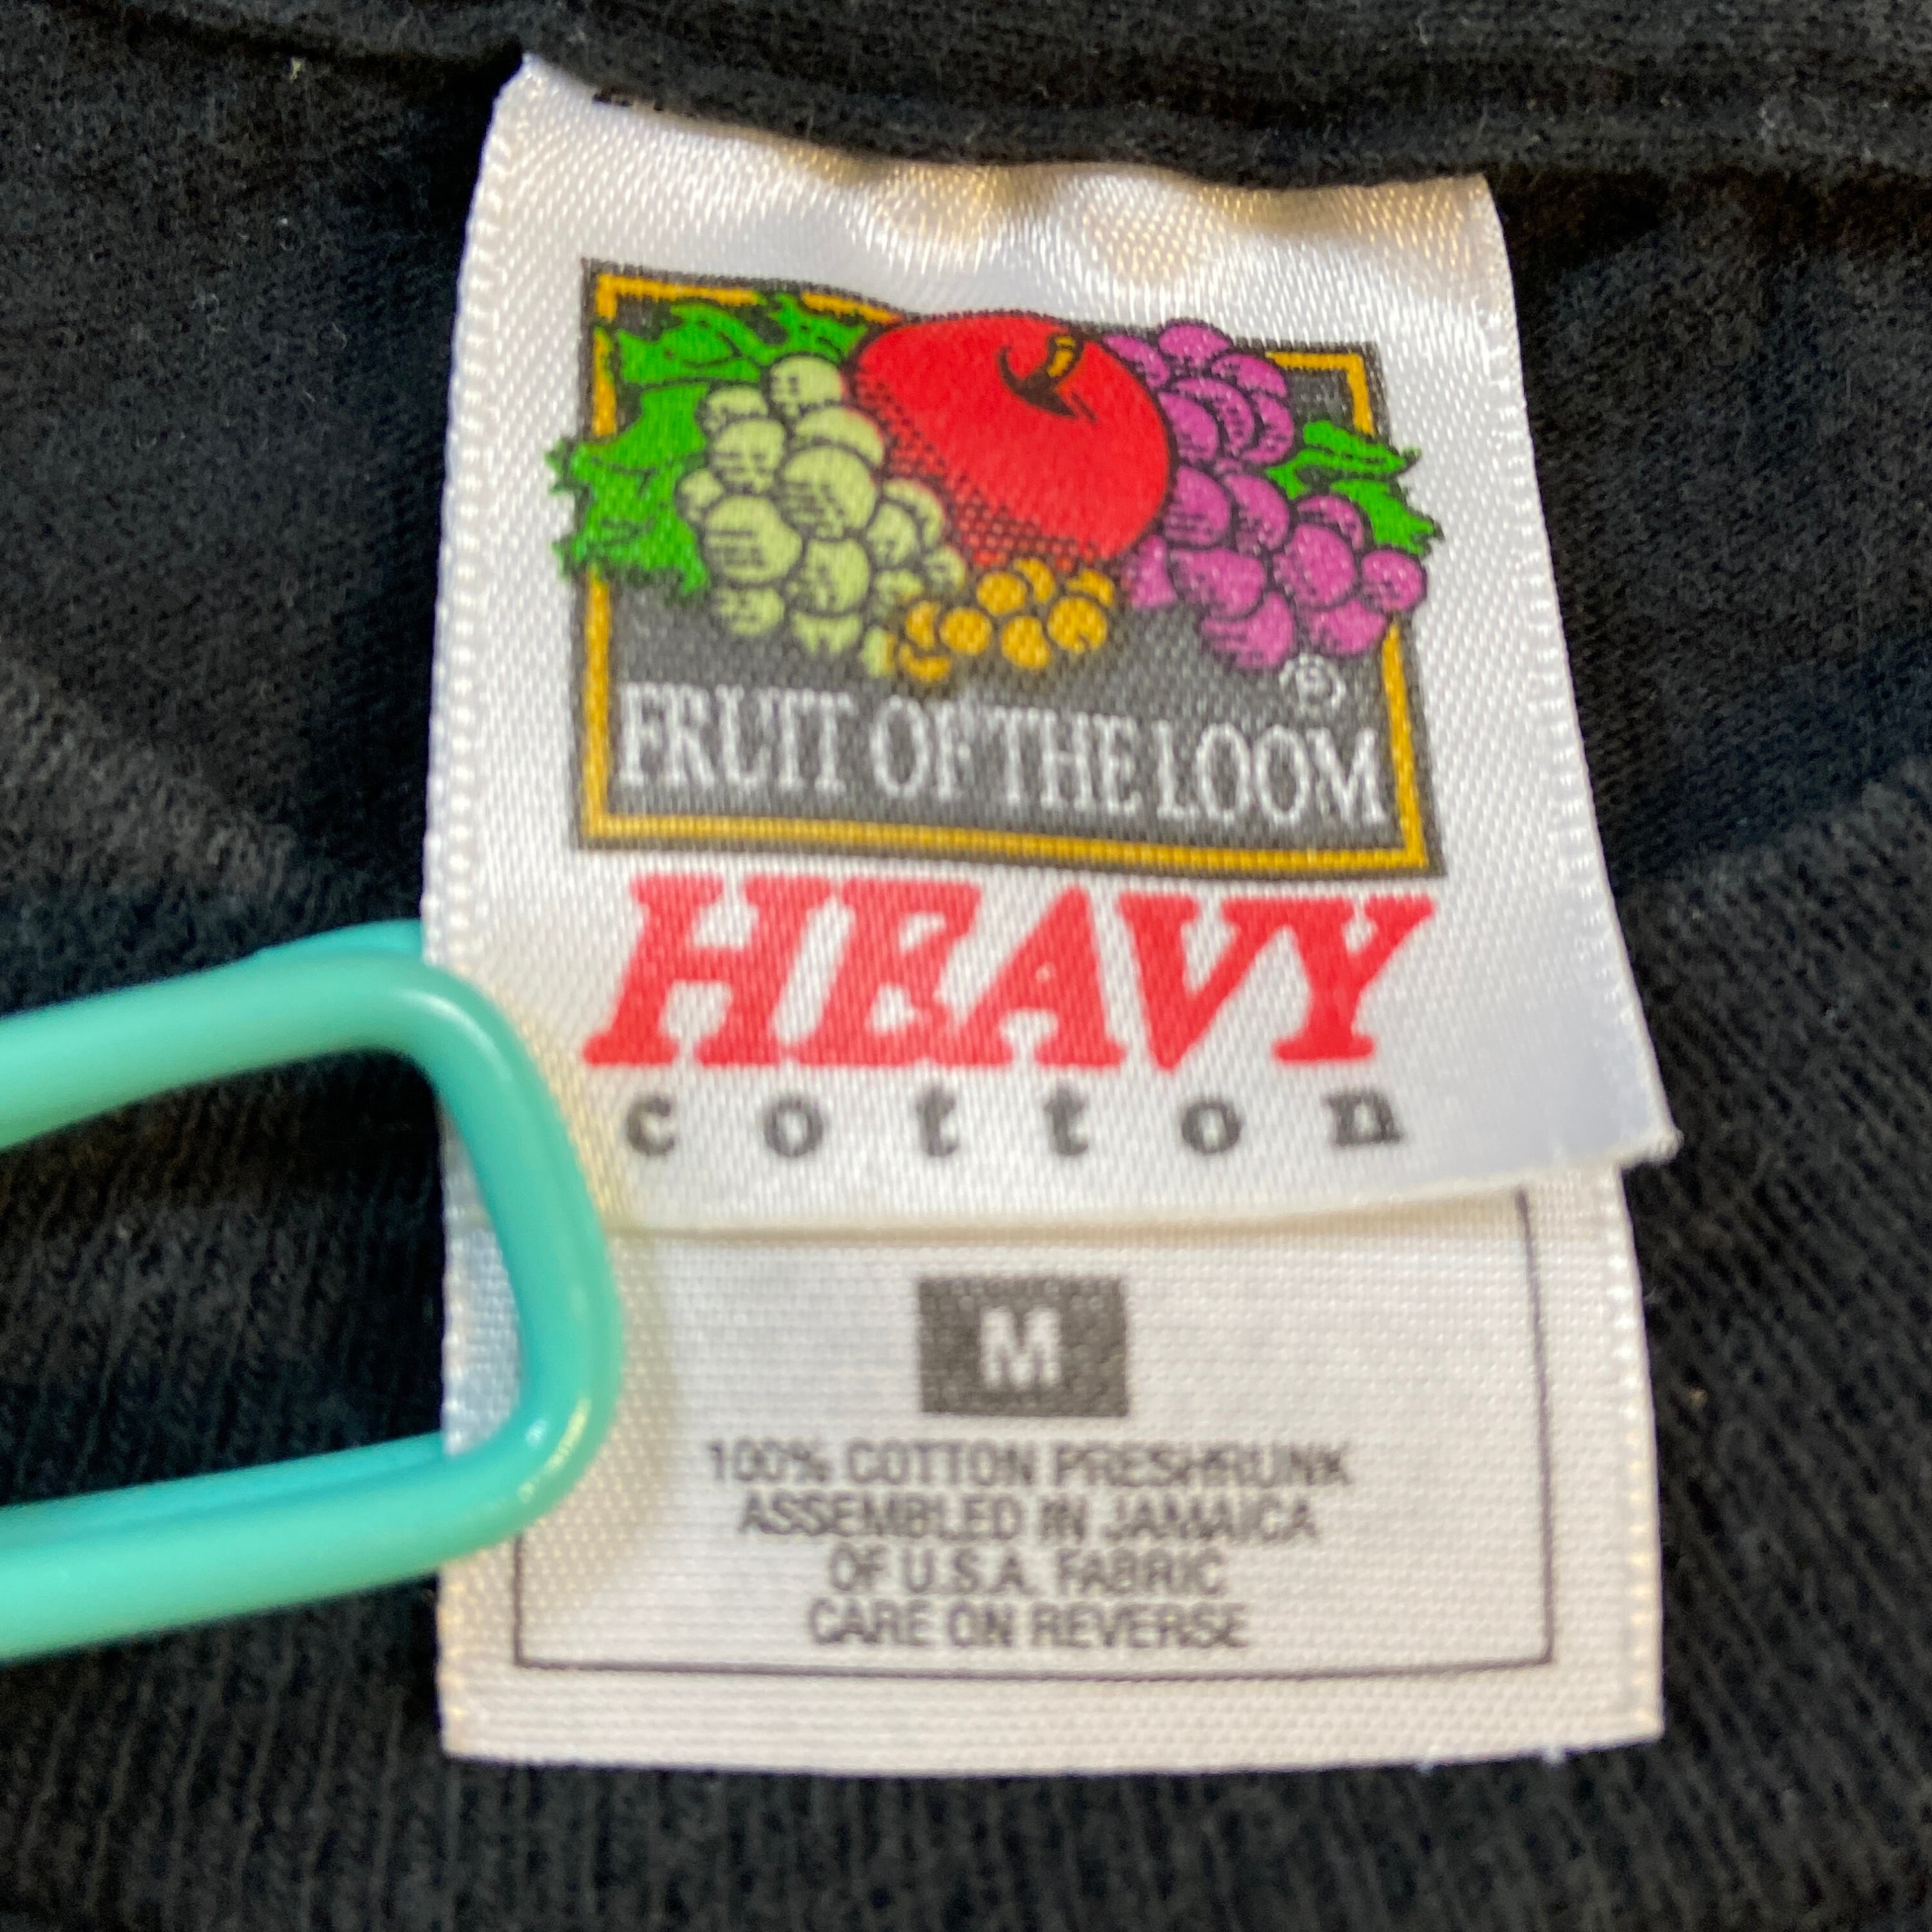 ®
FRUIT OF THE LOOM
HEAVY
cotton
M
100% COTTON PRESHRUNK
ASSEMBLED IN JAMAICA
OF U.S.A. FABRIC
CARE ON REVERSE